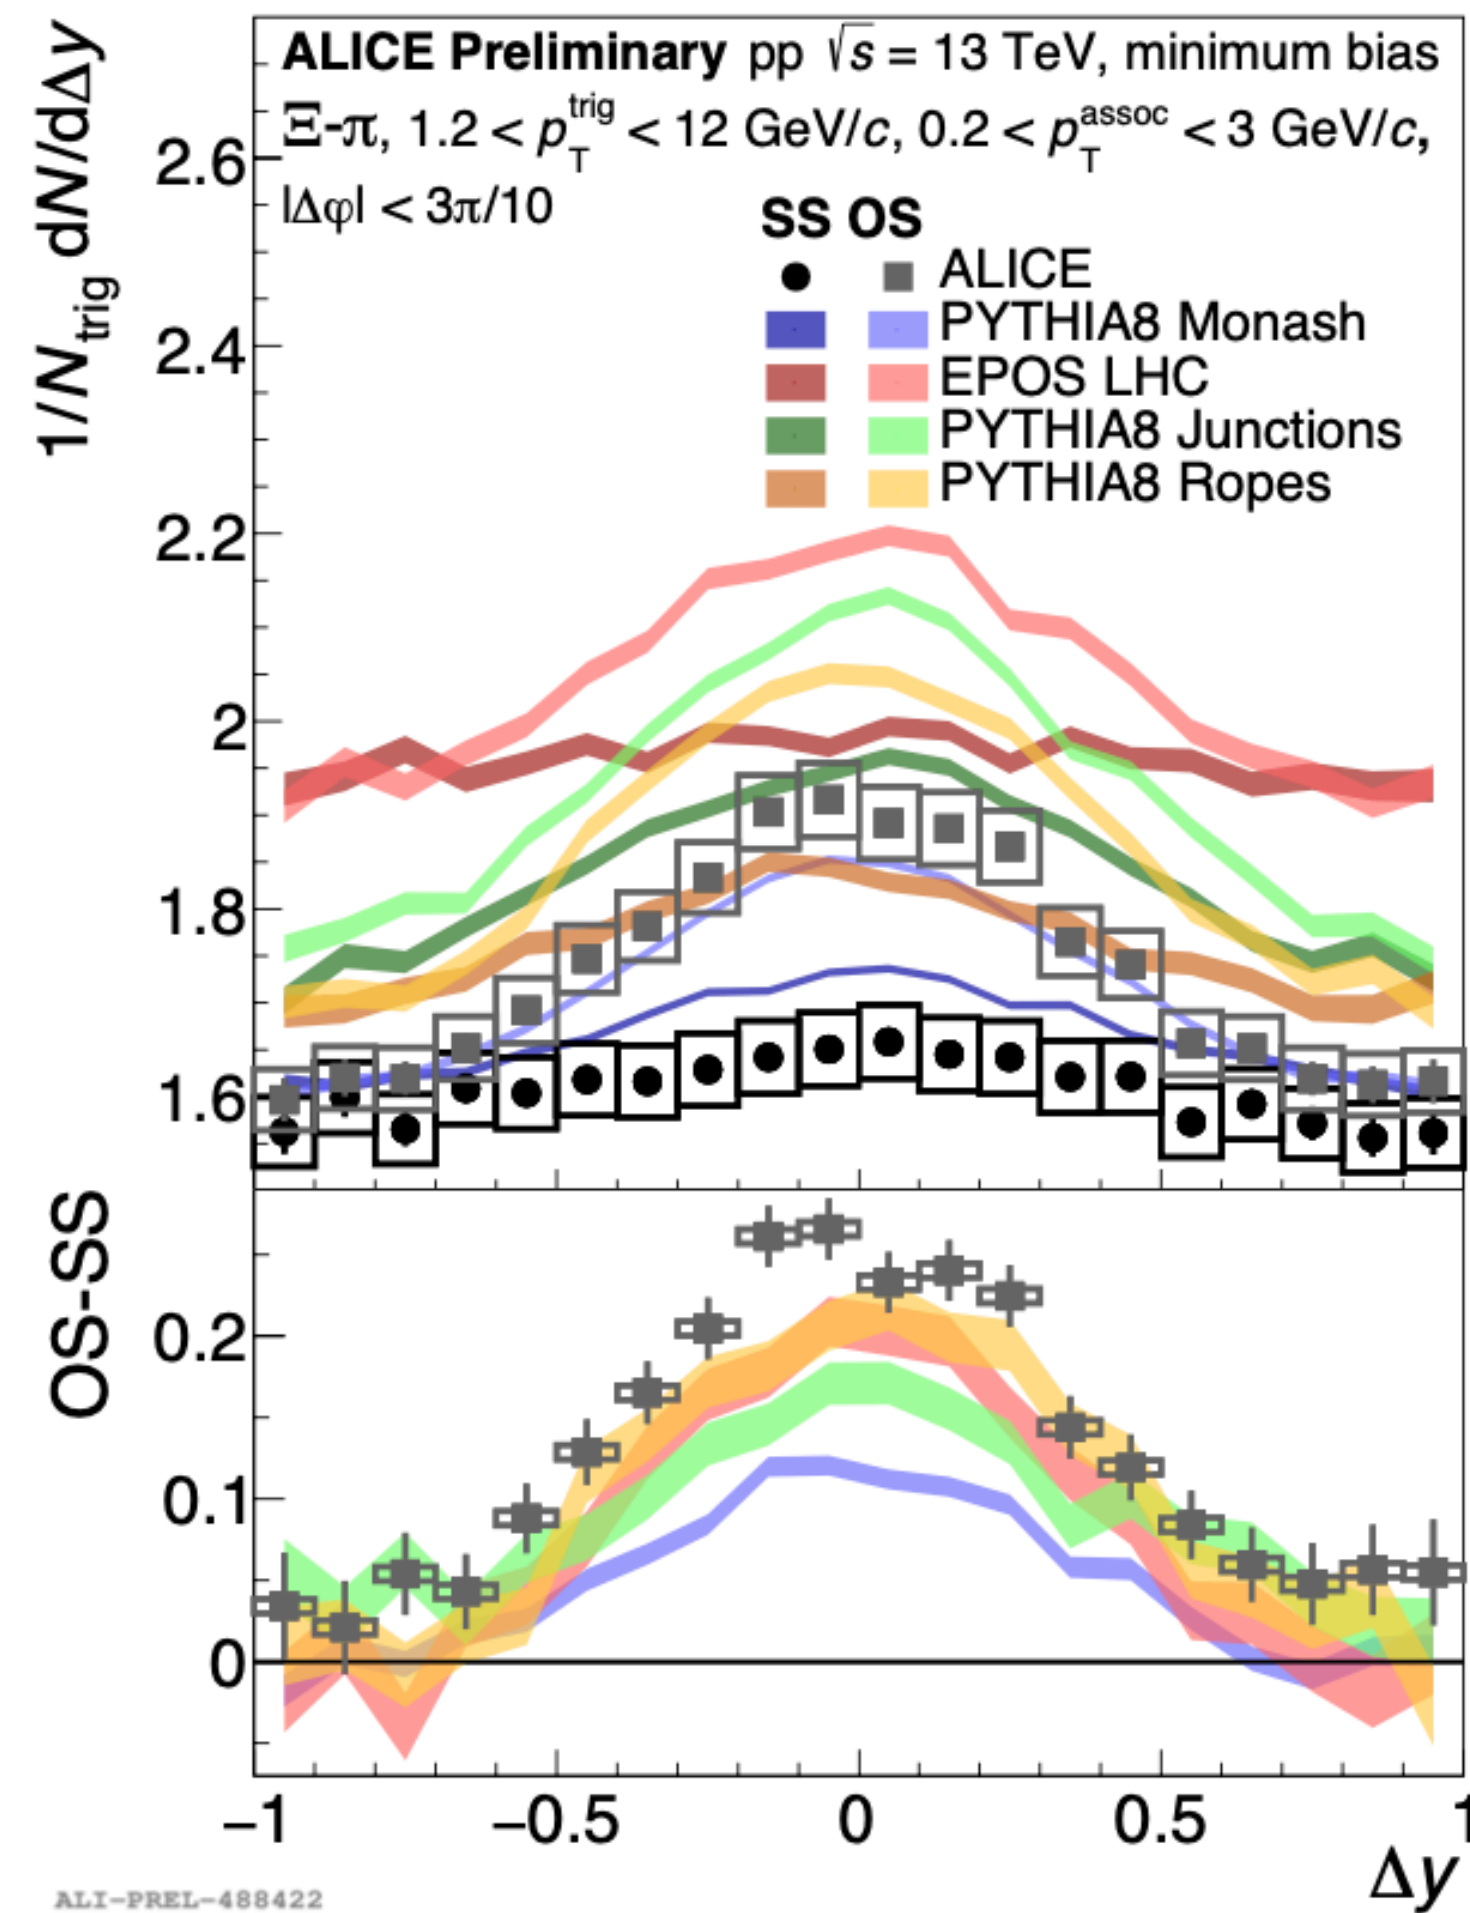 ALICE Preliminary pp √s = 13 TeV, minimum bias
Ξ-π, 1.2 < p_T^trig < 12 GeV/c, 0.2 < p_T^assoc < 3 GeV/c,
|Δφ| < 3π/10
SS OS
ALICE
PYTHIA8 Monash
EPOS LHC
PYTHIA8 Junctions
PYTHIA8 Ropes
1/N_trig dN/dΔy
2.6
2.4
2.2
2
1.8
1.6
OS-SS
0.2
0.1
0
−1 −0.5 0 0.5 1
Δy
ALI-PREL-488422